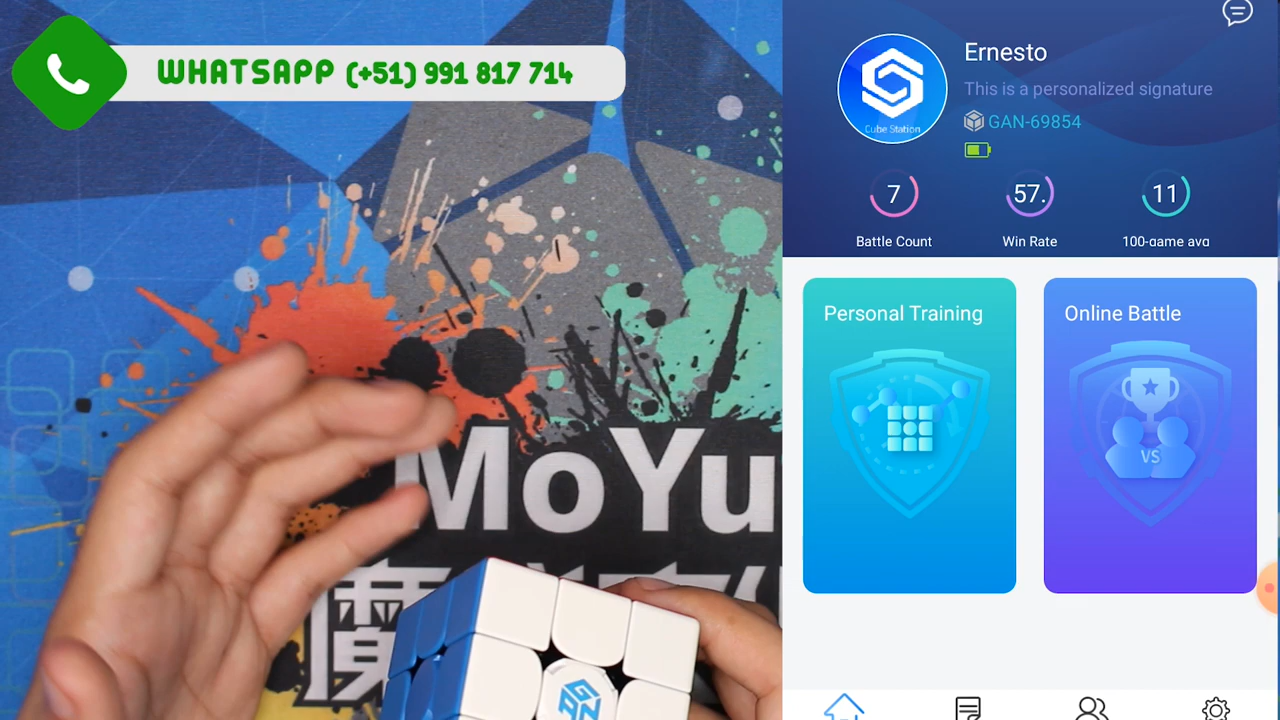 WHATSAPP (+51) 991 817 714
MoYu
GAN
Cube Station
Ernesto
This is a personalized signature
GAN-69854
7
57.
11
Battle Count
Win Rate
100-game avg
Personal Training
Online Battle
VS